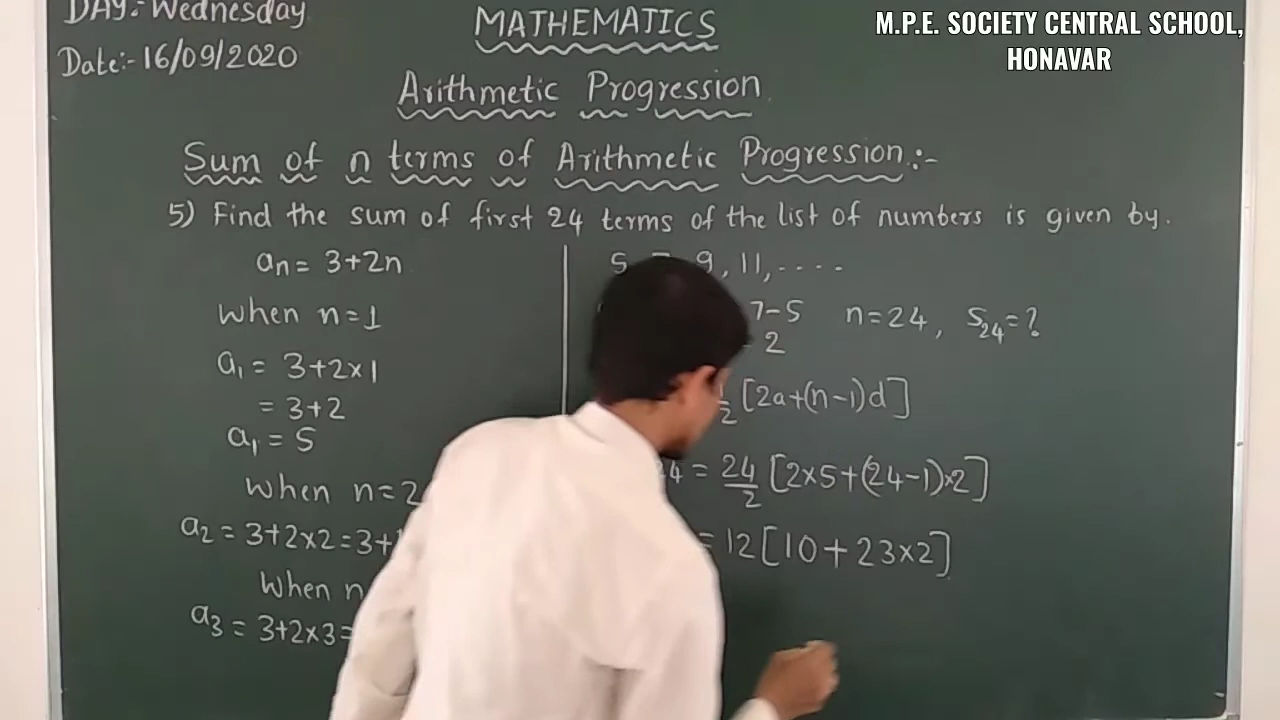 DAY:- Wednesday
Date:- 16/09/2020
MATHEMATICS
M.P.E. SOCIETY CENTRAL SCHOOL,
HONAVAR
Arithmetic Progression
Sum of n terms of Arithmetic Progression:-
5) Find the sum of first 24 terms of the list of numbers is given by.
aₙ = 3+2n
When n=1
a₁ = 3+2×1
= 3+2
a₁ = 5
When n=2
a₂ = 3+2×2=3+
When n
a₃ = 3+2×3=
5, 9, 11, ....
7-5 n=24, S₂₄=?
2
2 [2a+(n-1)d]
24 = 24/2 [2×5+(24-1)×2]
= 12[10+23×2]